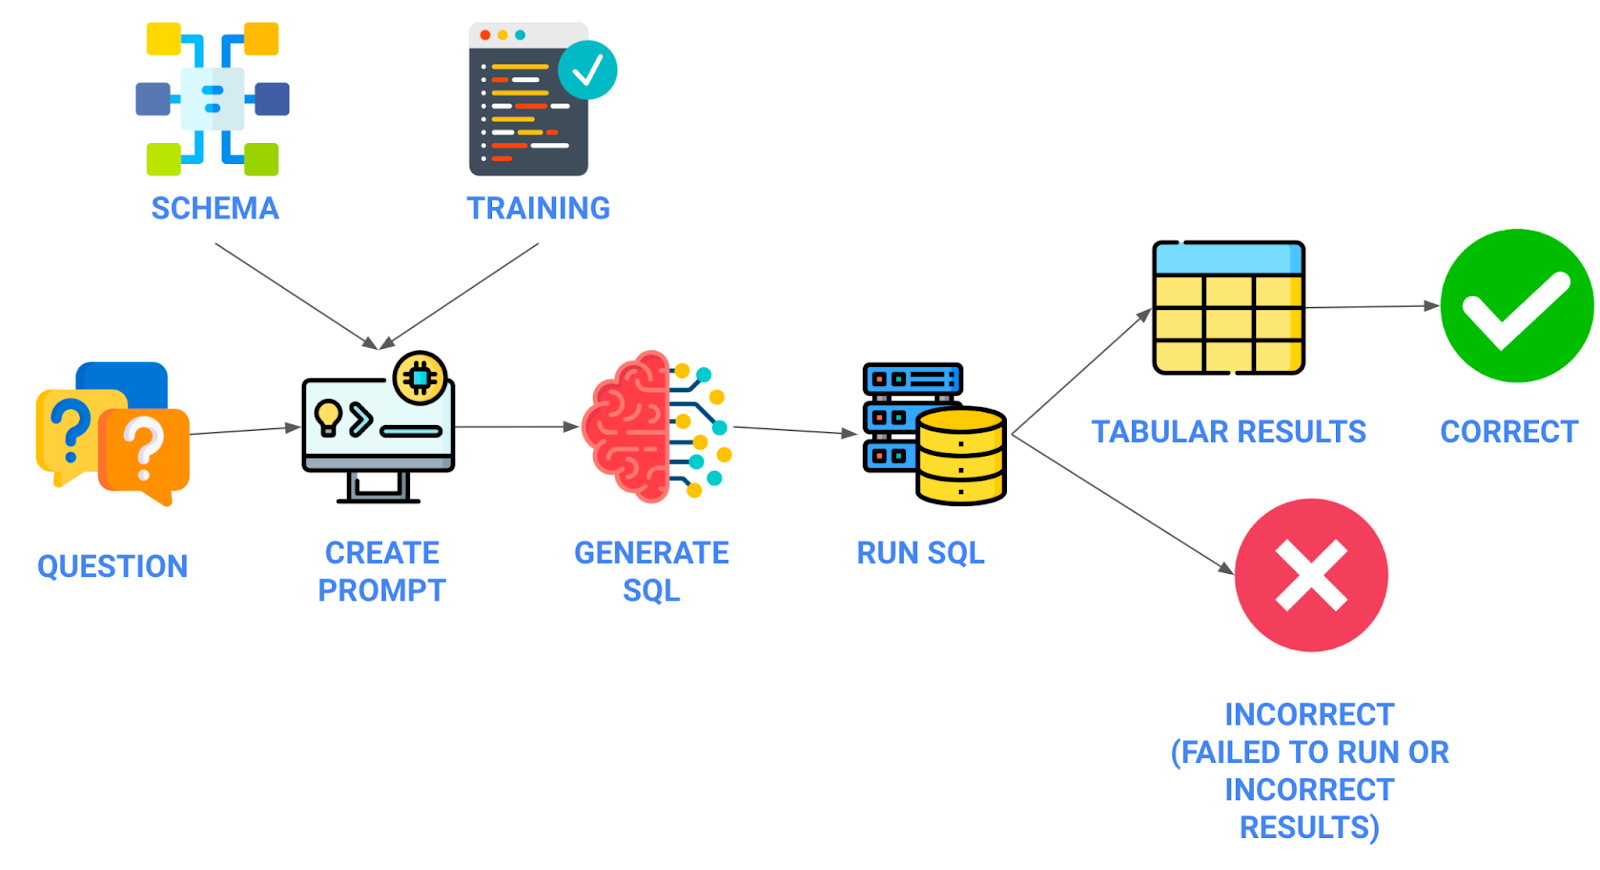 SCHEMA
TRAINING
TABULAR RESULTS
CORRECT
QUESTION
CREATE
PROMPT
GENERATE
SQL
RUN SQL
INCORRECT
(FAILED TO RUN OR
INCORRECT
RESULTS)